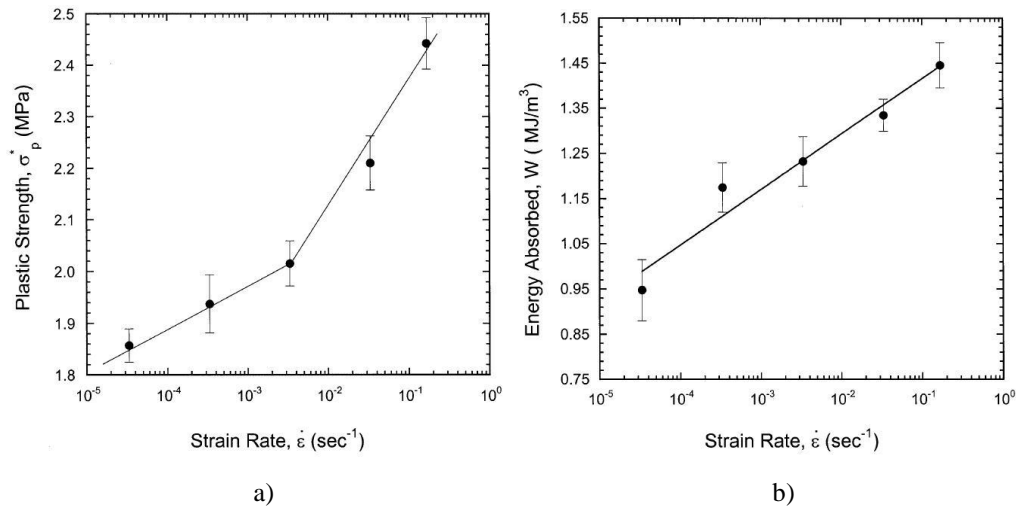 2.5
2.4
2.3
2.2
2.1
2.0
1.9
1.8
Plastic Strength, σ*p (MPa)
10⁻⁵ 10⁻⁴ 10⁻³ 10⁻² 10⁻¹ 10⁰
Strain Rate, ε̇ (sec⁻¹)
a)
1.55
1.45
1.35
1.25
1.15
1.05
0.95
0.85
0.75
Energy Absorbed, W ( MJ/m³)
10⁻⁵ 10⁻⁴ 10⁻³ 10⁻² 10⁻¹ 10⁰
Strain Rate, ε̇ (sec⁻¹)
b)